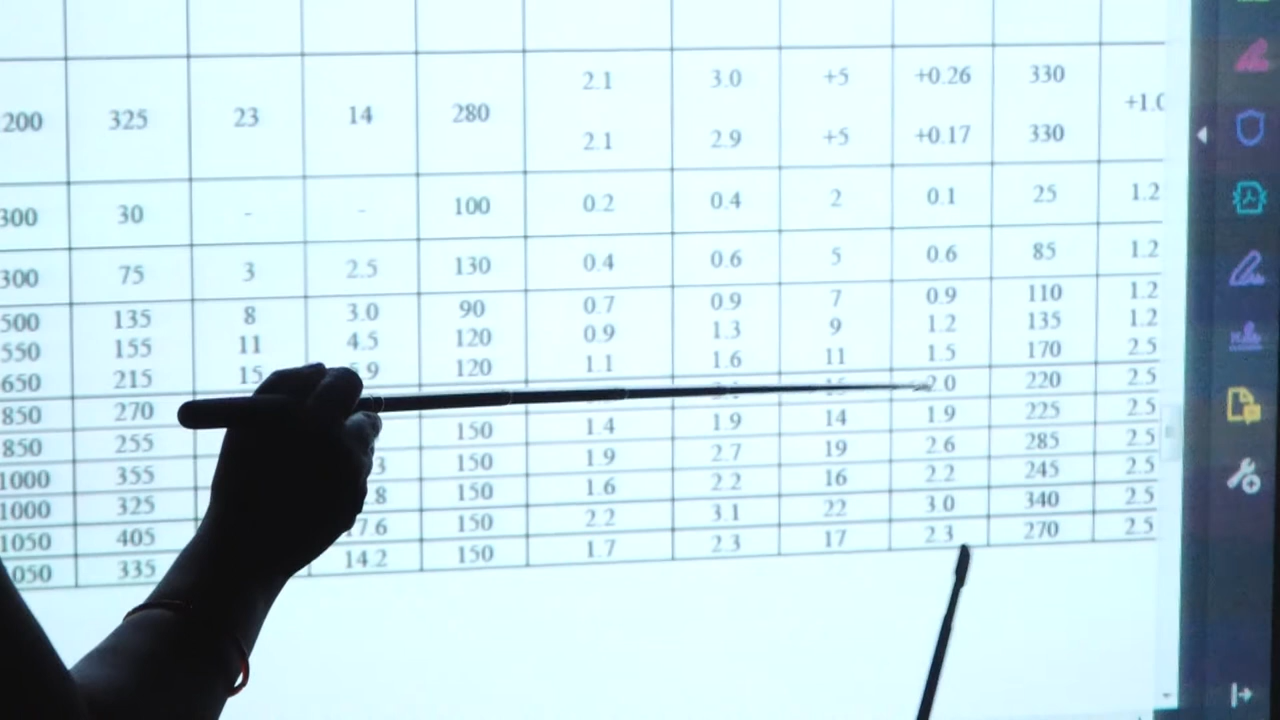 2.1 3.0 +5 +0.26 330
200 325 23 14 280 +1.0
2.1 2.9 +5 +0.17 330
300 30 - - 100 0.2 0.4 2 0.1 25 1.2
300 75 3 2.5 130 0.4 0.6 5 0.6 85 1.2
500 135 8 3.0 90 0.7 0.9 7 0.9 110 1.2
550 155 11 4.5 120 0.9 1.3 9 1.2 135 1.2
650 215 15 9 120 1.1 1.6 11 1.5 170 2.5
850 270 2.0 220 2.5
850 255 150 1.4 1.9 14 1.9 225 2.5
1000 355 3 150 1.9 2.7 19 2.6 285 2.5
1000 325 .8 150 1.6 2.2 16 2.2 245 2.5
1050 405 7.6 150 2.2 3.1 22 3.0 340 2.5
050 335 14.2 150 1.7 2.3 17 2.3 270 2.5